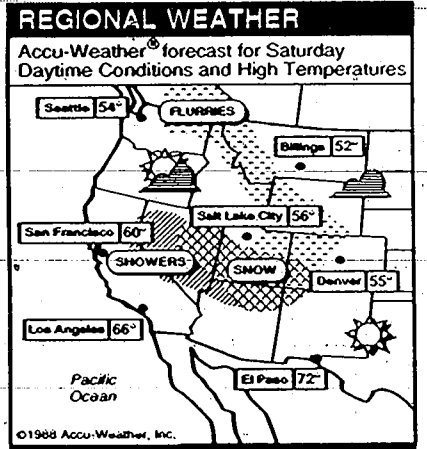 REGIONAL WEATHER
Accu-Weather® forecast for Saturday
Daytime Conditions and High Temperatures
Seattle 54°
FLURRIES
Billings 52°
Salt Lake City 56°
San Francisco 60°
SHOWERS
SNOW
Denver 55°
Los Angeles 66°
El Paso 72°
Pacific
Ocean
©1988 Accu-Weather, Inc.